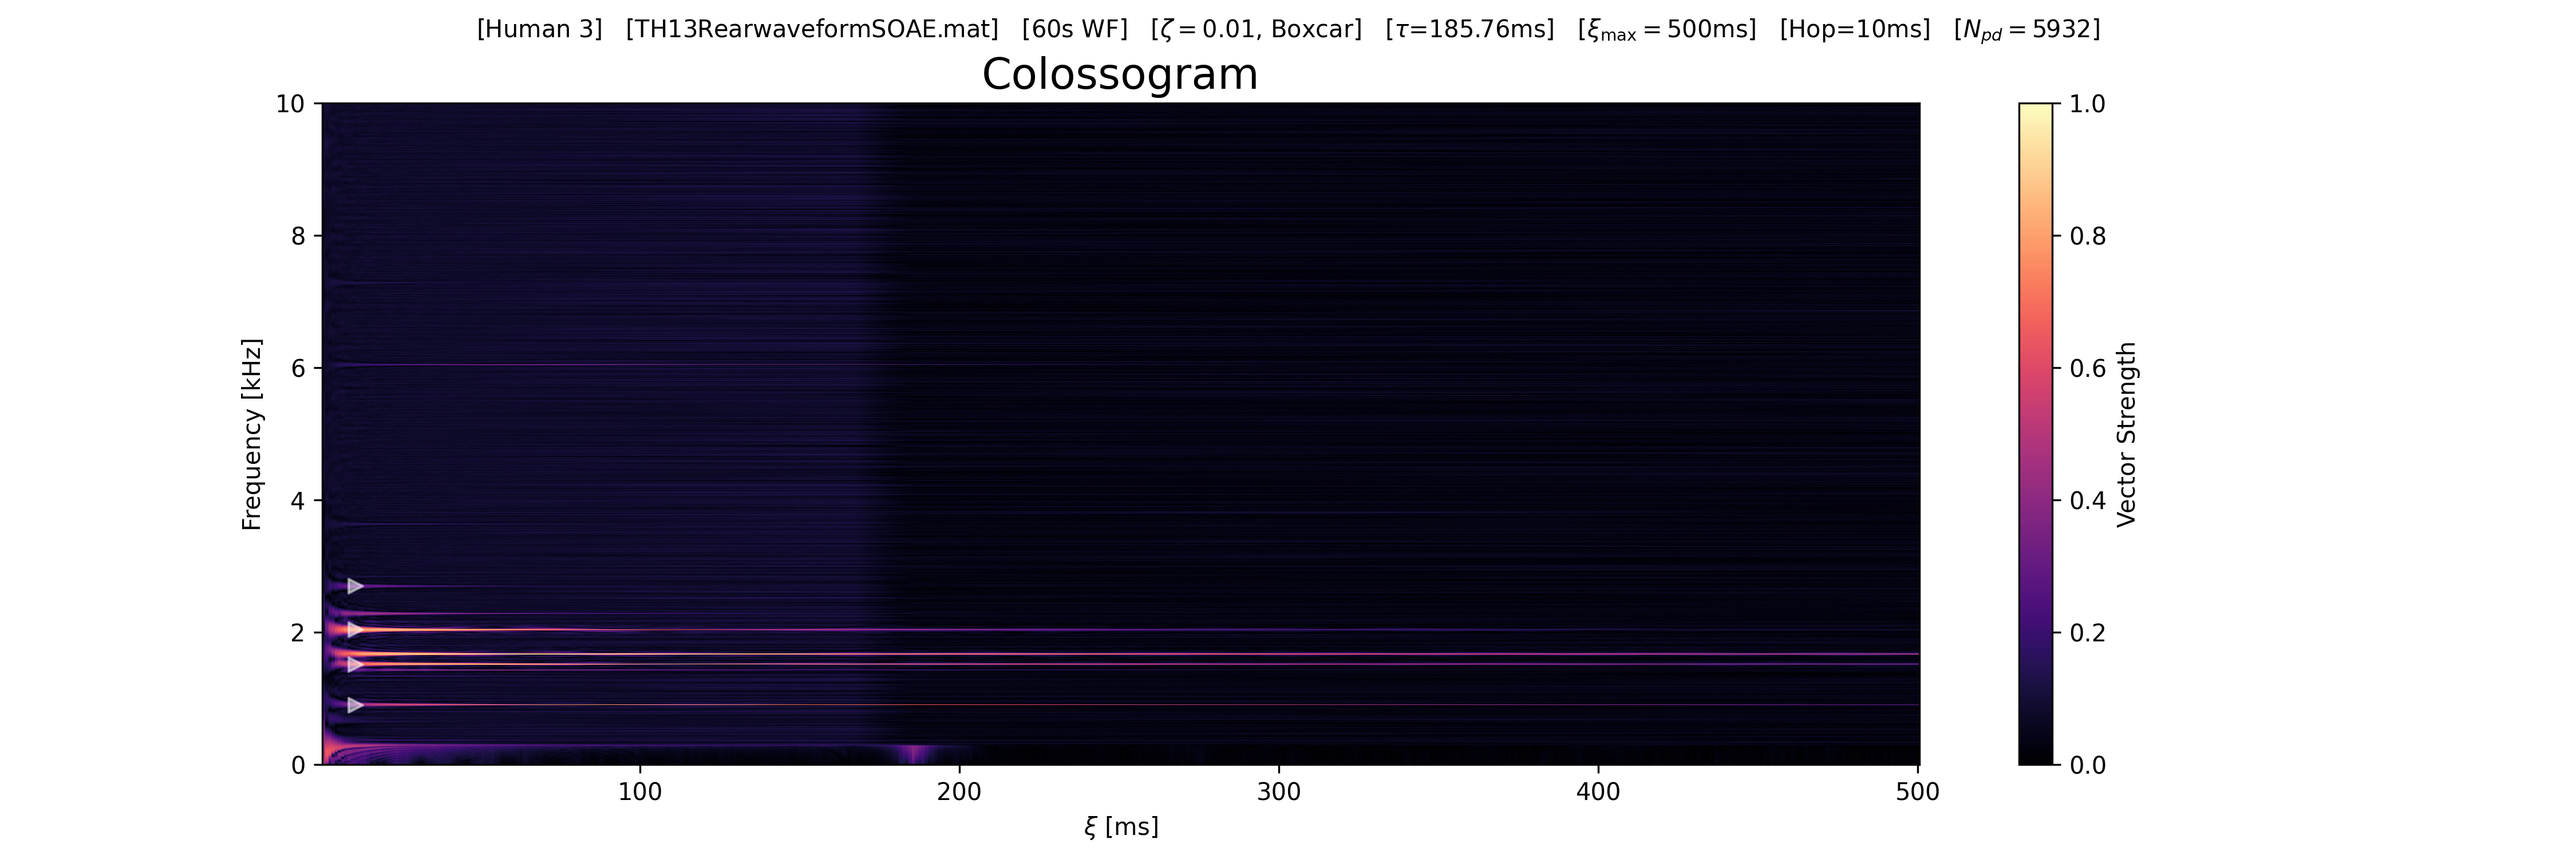 [Human 3] [TH13RearwaveformSOAE.mat] [60s WF] [ζ = 0.01, Boxcar] [τ=185.76ms] [ξmax = 500ms] [Hop=10ms] [Npd = 5932]
Colossogram
10
8
6
4
2
0
Frequency [kHz]
100 200 300 400 500
ξ [ms]
1.0
0.8
0.6
0.4
0.2
0.0
Vector Strength